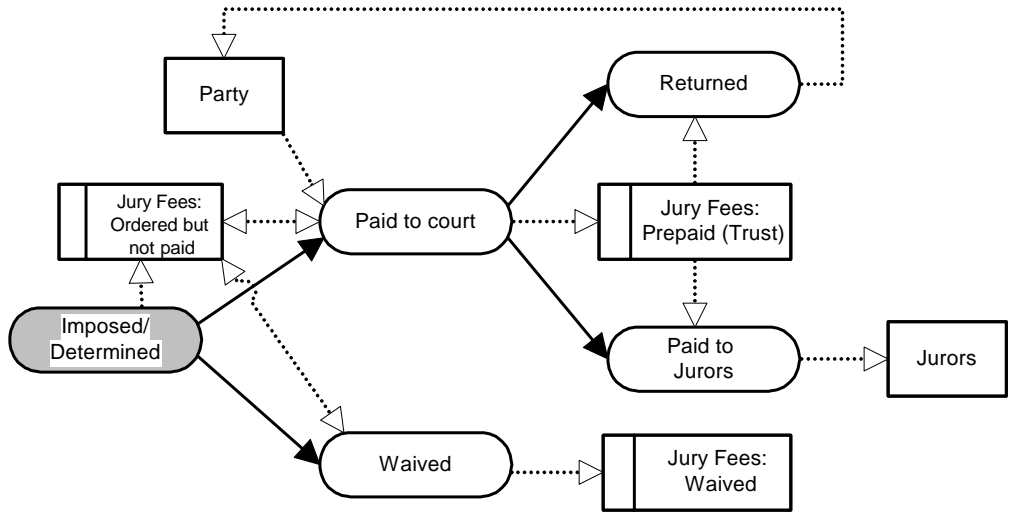 Returned
Party
Jury Fees:
Ordered but
not paid
Paid to court
Jury Fees:
Prepaid (Trust)
Imposed/
Determined
Paid to
Jurors
Jurors
Waived
Jury Fees:
Waived